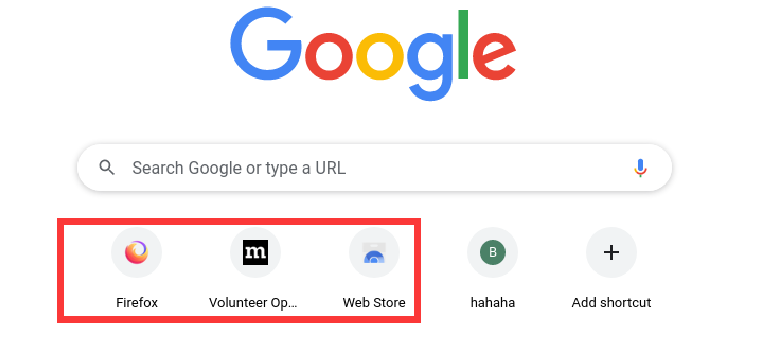 Google
Search Google or type a URL
m
B
Firefox
Volunteer Op...
Web Store
hahaha
Add shortcut